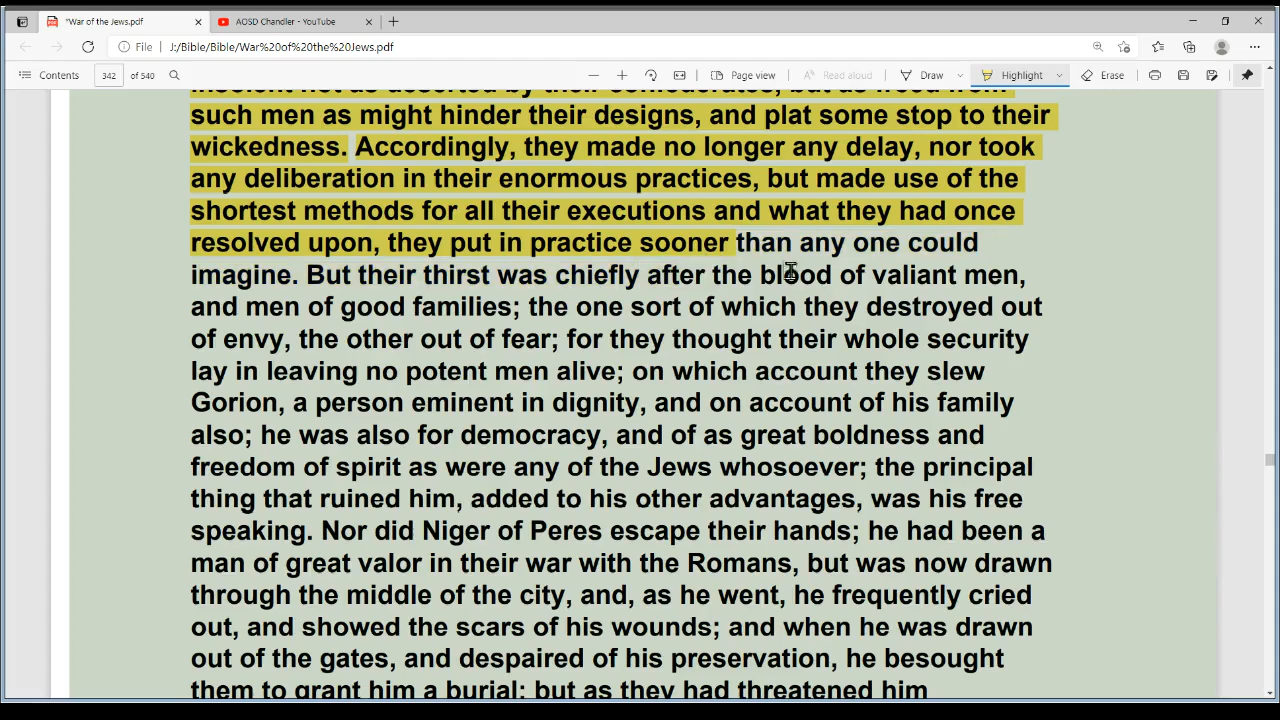 *War of the Jews.pdf
AOSD Chandler - YouTube
File
J:/Bible/Bible/War%20of%20the%20Jews.pdf
Contents
342
of 540
Page view
Read aloud
Draw
Highlight
Erase
insolent not as deserted by their confederates, but as freed from
such men as might hinder their designs, and plat some stop to their
wickedness. Accordingly, they made no longer any delay, nor took
any deliberation in their enormous practices, but made use of the
shortest methods for all their executions and what they had once
resolved upon, they put in practice sooner than any one could
imagine. But their thirst was chiefly after the blood of valiant men,
and men of good families; the one sort of which they destroyed out
of envy, the other out of fear; for they thought their whole security
lay in leaving no potent men alive; on which account they slew
Gorion, a person eminent in dignity, and on account of his family
also; he was also for democracy, and of as great boldness and
freedom of spirit as were any of the Jews whosoever; the principal
thing that ruined him, added to his other advantages, was his free
speaking. Nor did Niger of Peres escape their hands; he had been a
man of great valor in their war with the Romans, but was now drawn
through the middle of the city, and, as he went, he frequently cried
out, and showed the scars of his wounds; and when he was drawn
out of the gates, and despaired of his preservation, he besought
them to grant him a burial; but as they had threatened him